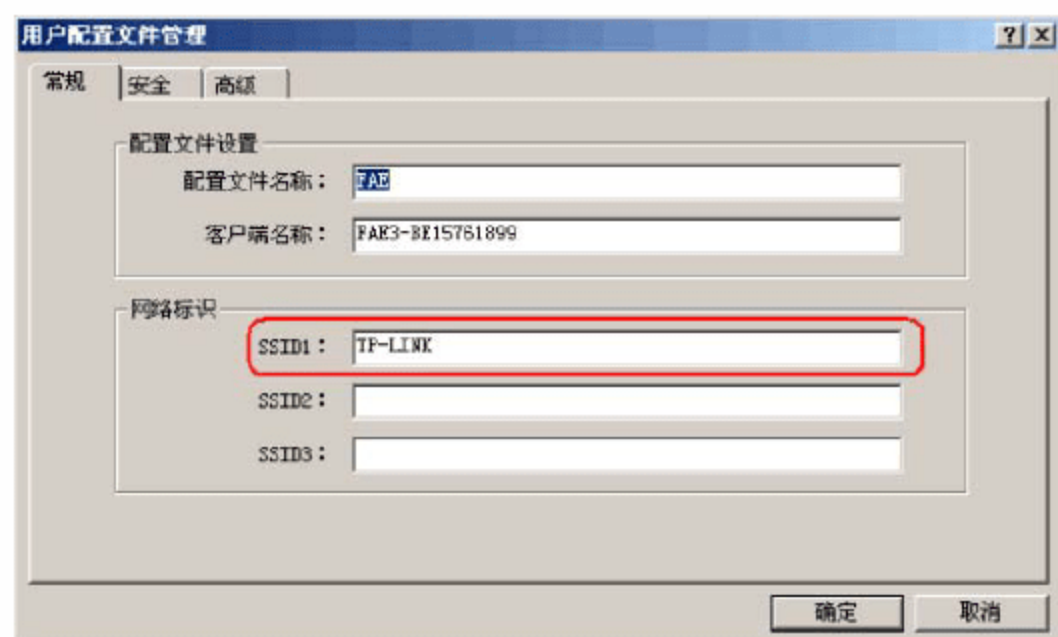 用户配置文件管理
常规 安全 高级
配置文件设置
配置文件名称： FAE
客户端名称： FAE3-BE15761899
网络标识
SSID1： TP-LINK
SSID2：
SSID3：
确定 取消